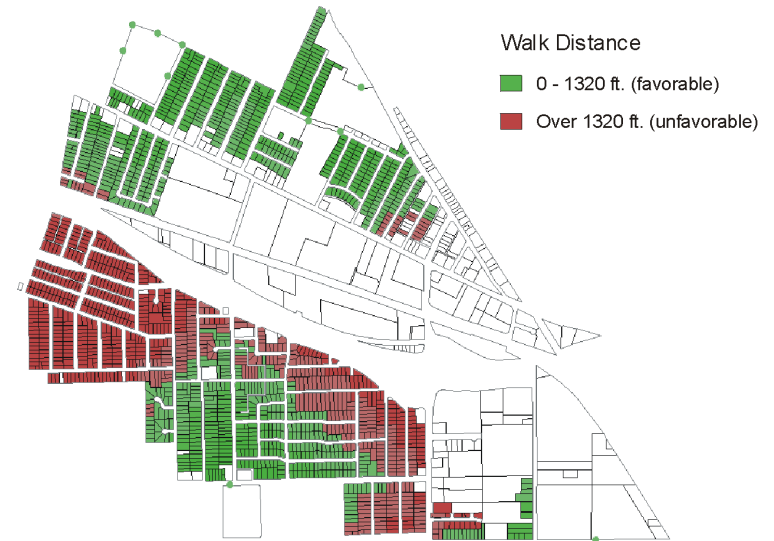 Walk Distance
0 - 1320 ft. (favorable)
Over 1320 ft. (unfavorable)